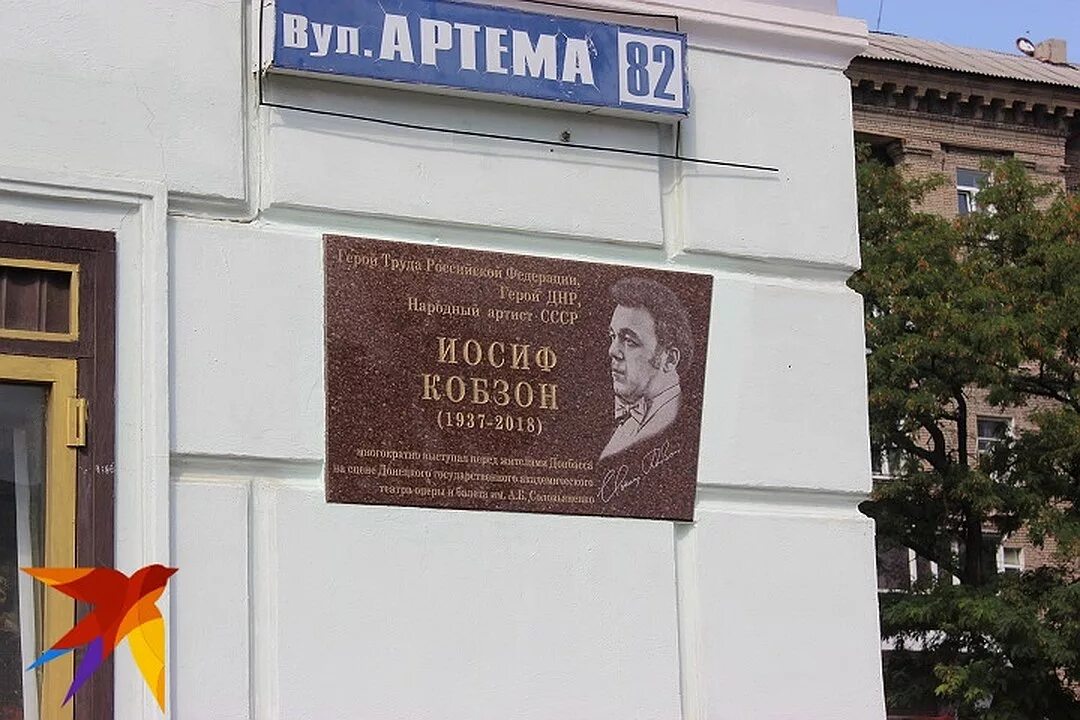 Вул. АРТЕМА 82
Герой Труда Российской Федерации,
Герой ДНР,
Народный артист СССР
ИОСИФ
КОБЗОН
(1937-2018)
многократно выступал перед жителями Донбасса
на сцене Донецкого государственного академического
театра оперы и балета им. А.Б. Соловьяненко